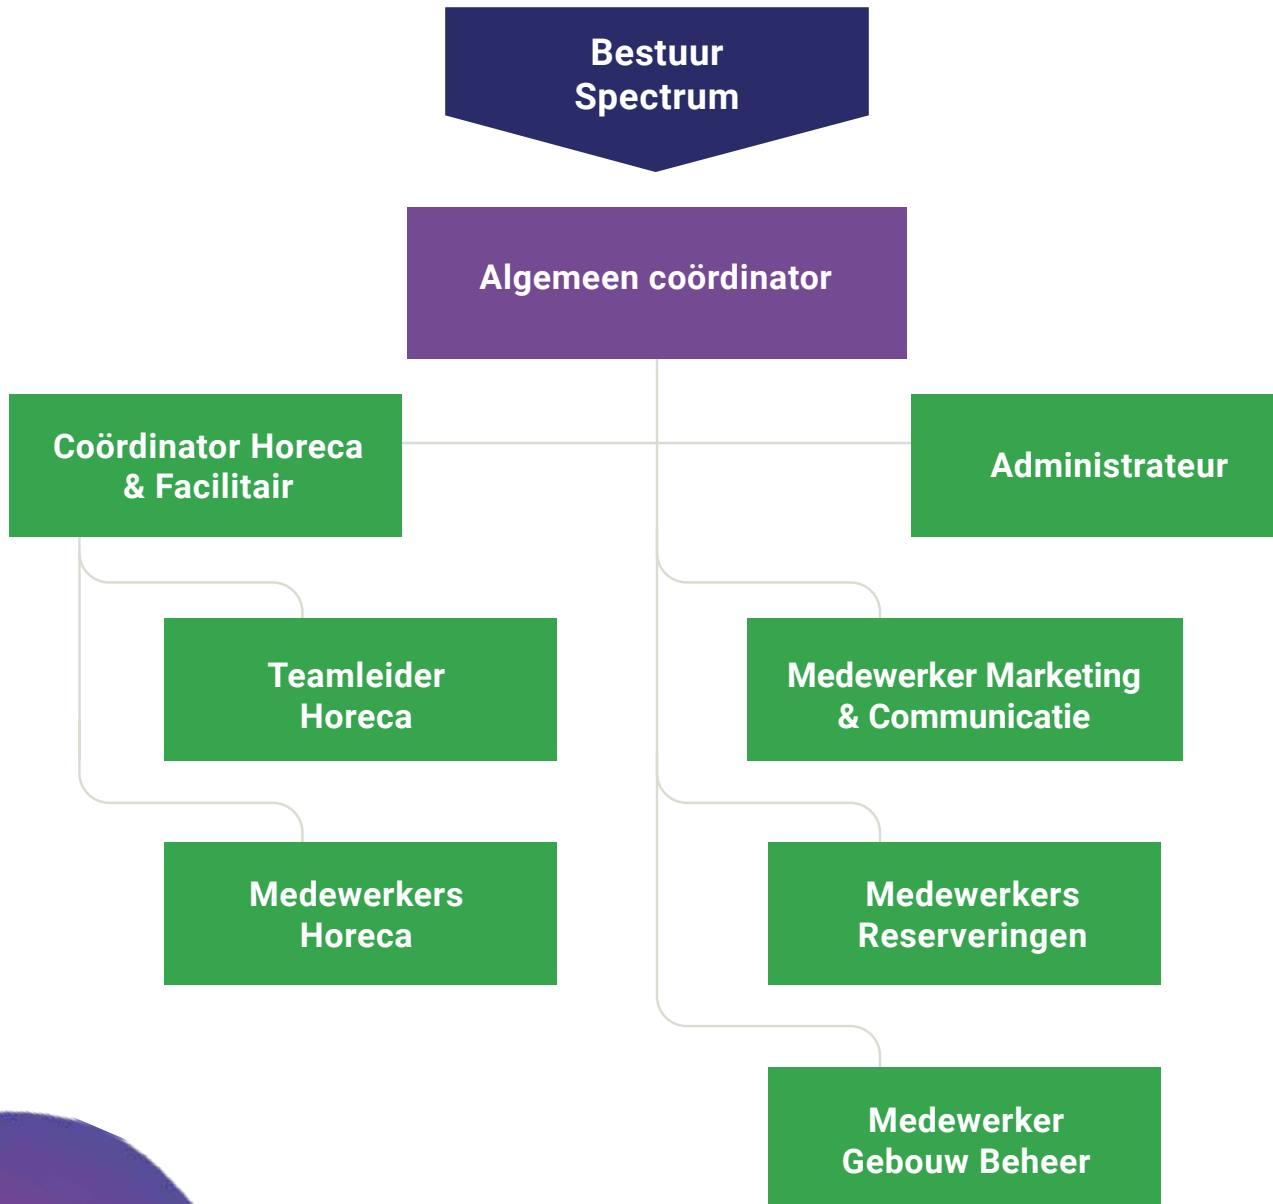 Bestuur
Spectrum
Algemeen coördinator
Coördinator Horeca
& Facilitair
Administrateur
Teamleider
Horeca
Medewerker Marketing
& Communicatie
Medewerkers
Horeca
Medewerkers
Reserveringen
Medewerker
Gebouw Beheer